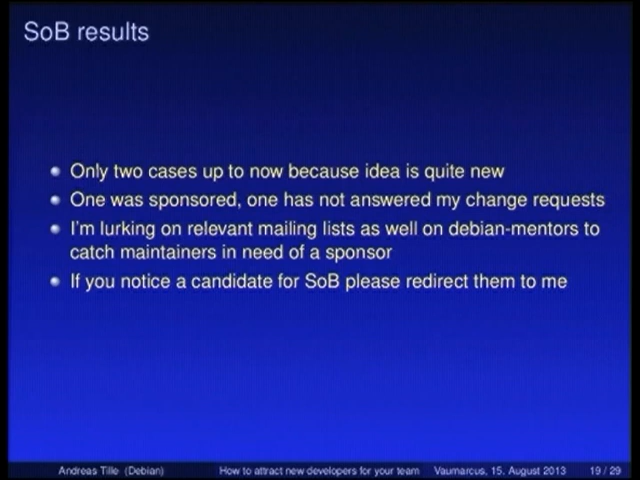 SoB results
Only two cases up to now because idea is quite new
One was sponsored, one has not answered my change requests
I'm lurking on relevant mailing lists as well on debian-mentors to
catch maintainers in need of a sponsor
If you notice a candidate for SoB please redirect them to me
Andreas Tille (Debian) How to attract new developers for your team Vaumarcus, 15. August 2013 19 / 29